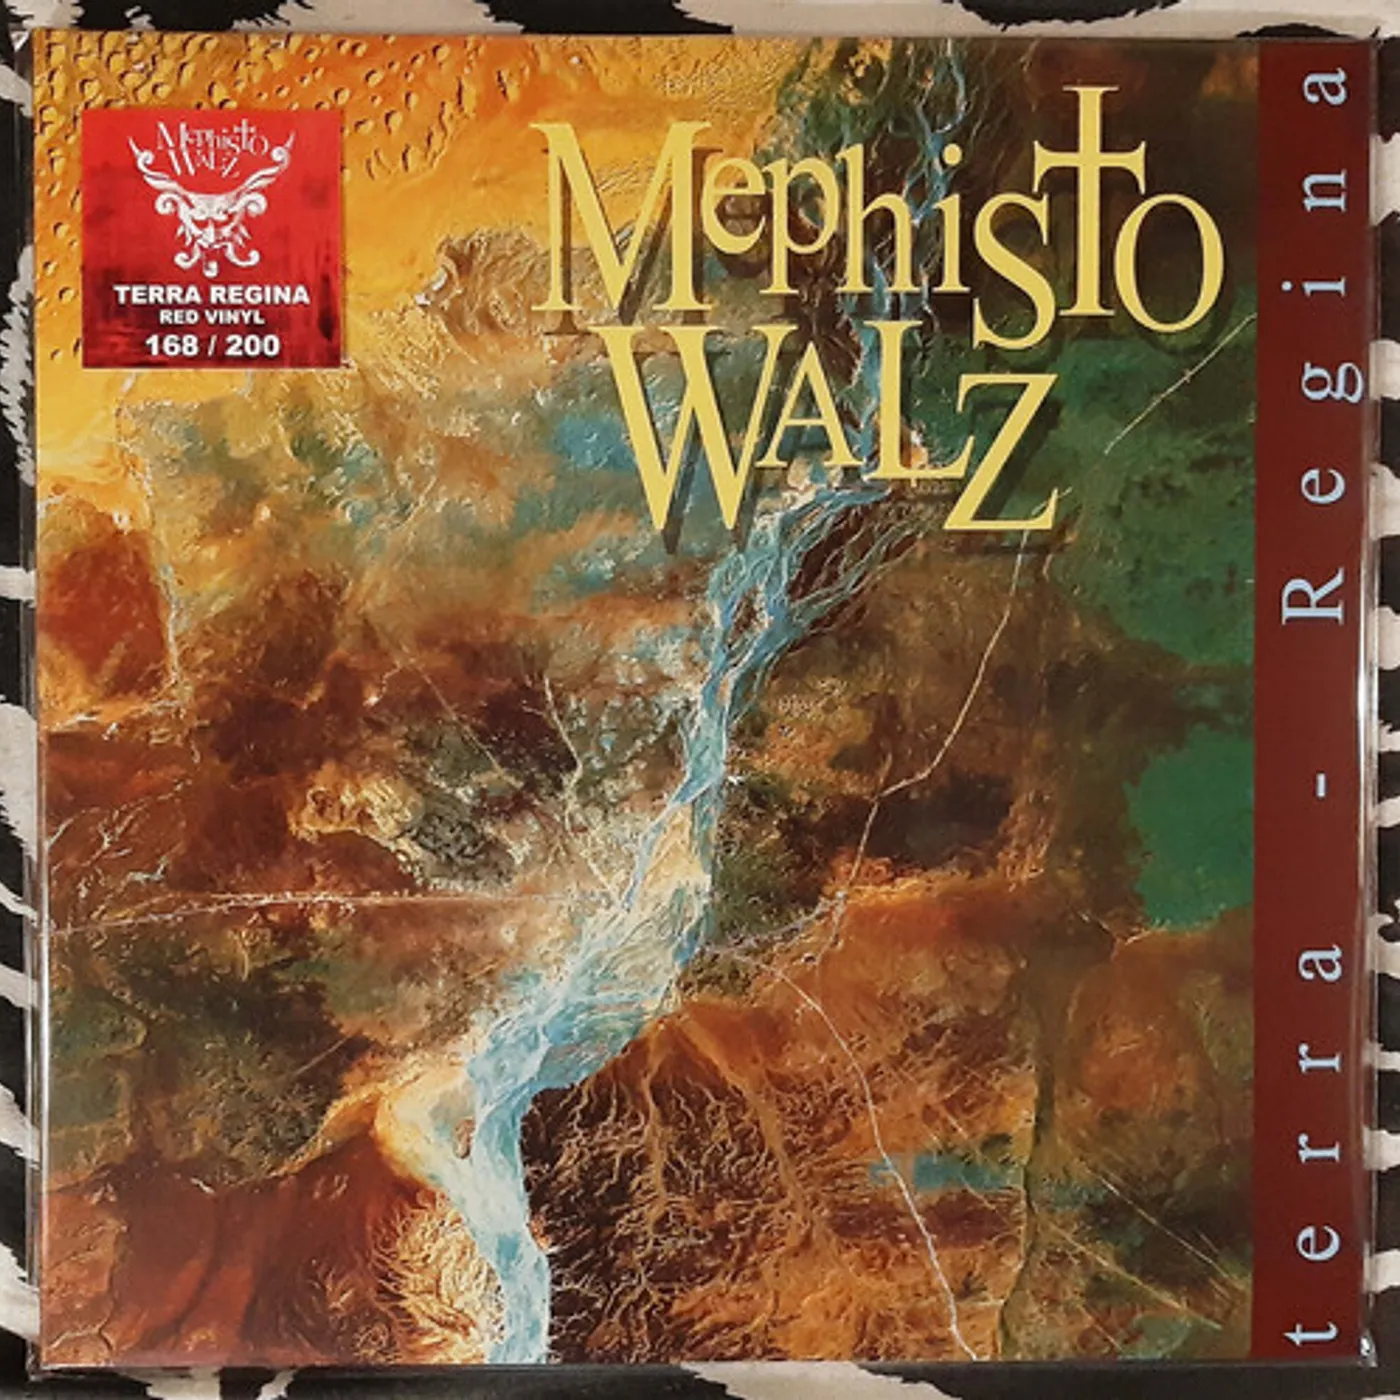 Mephisto
WALZ
TERRA REGINA
RED VINYL
168 / 200
Mephisto
WALZ
terra - Regina